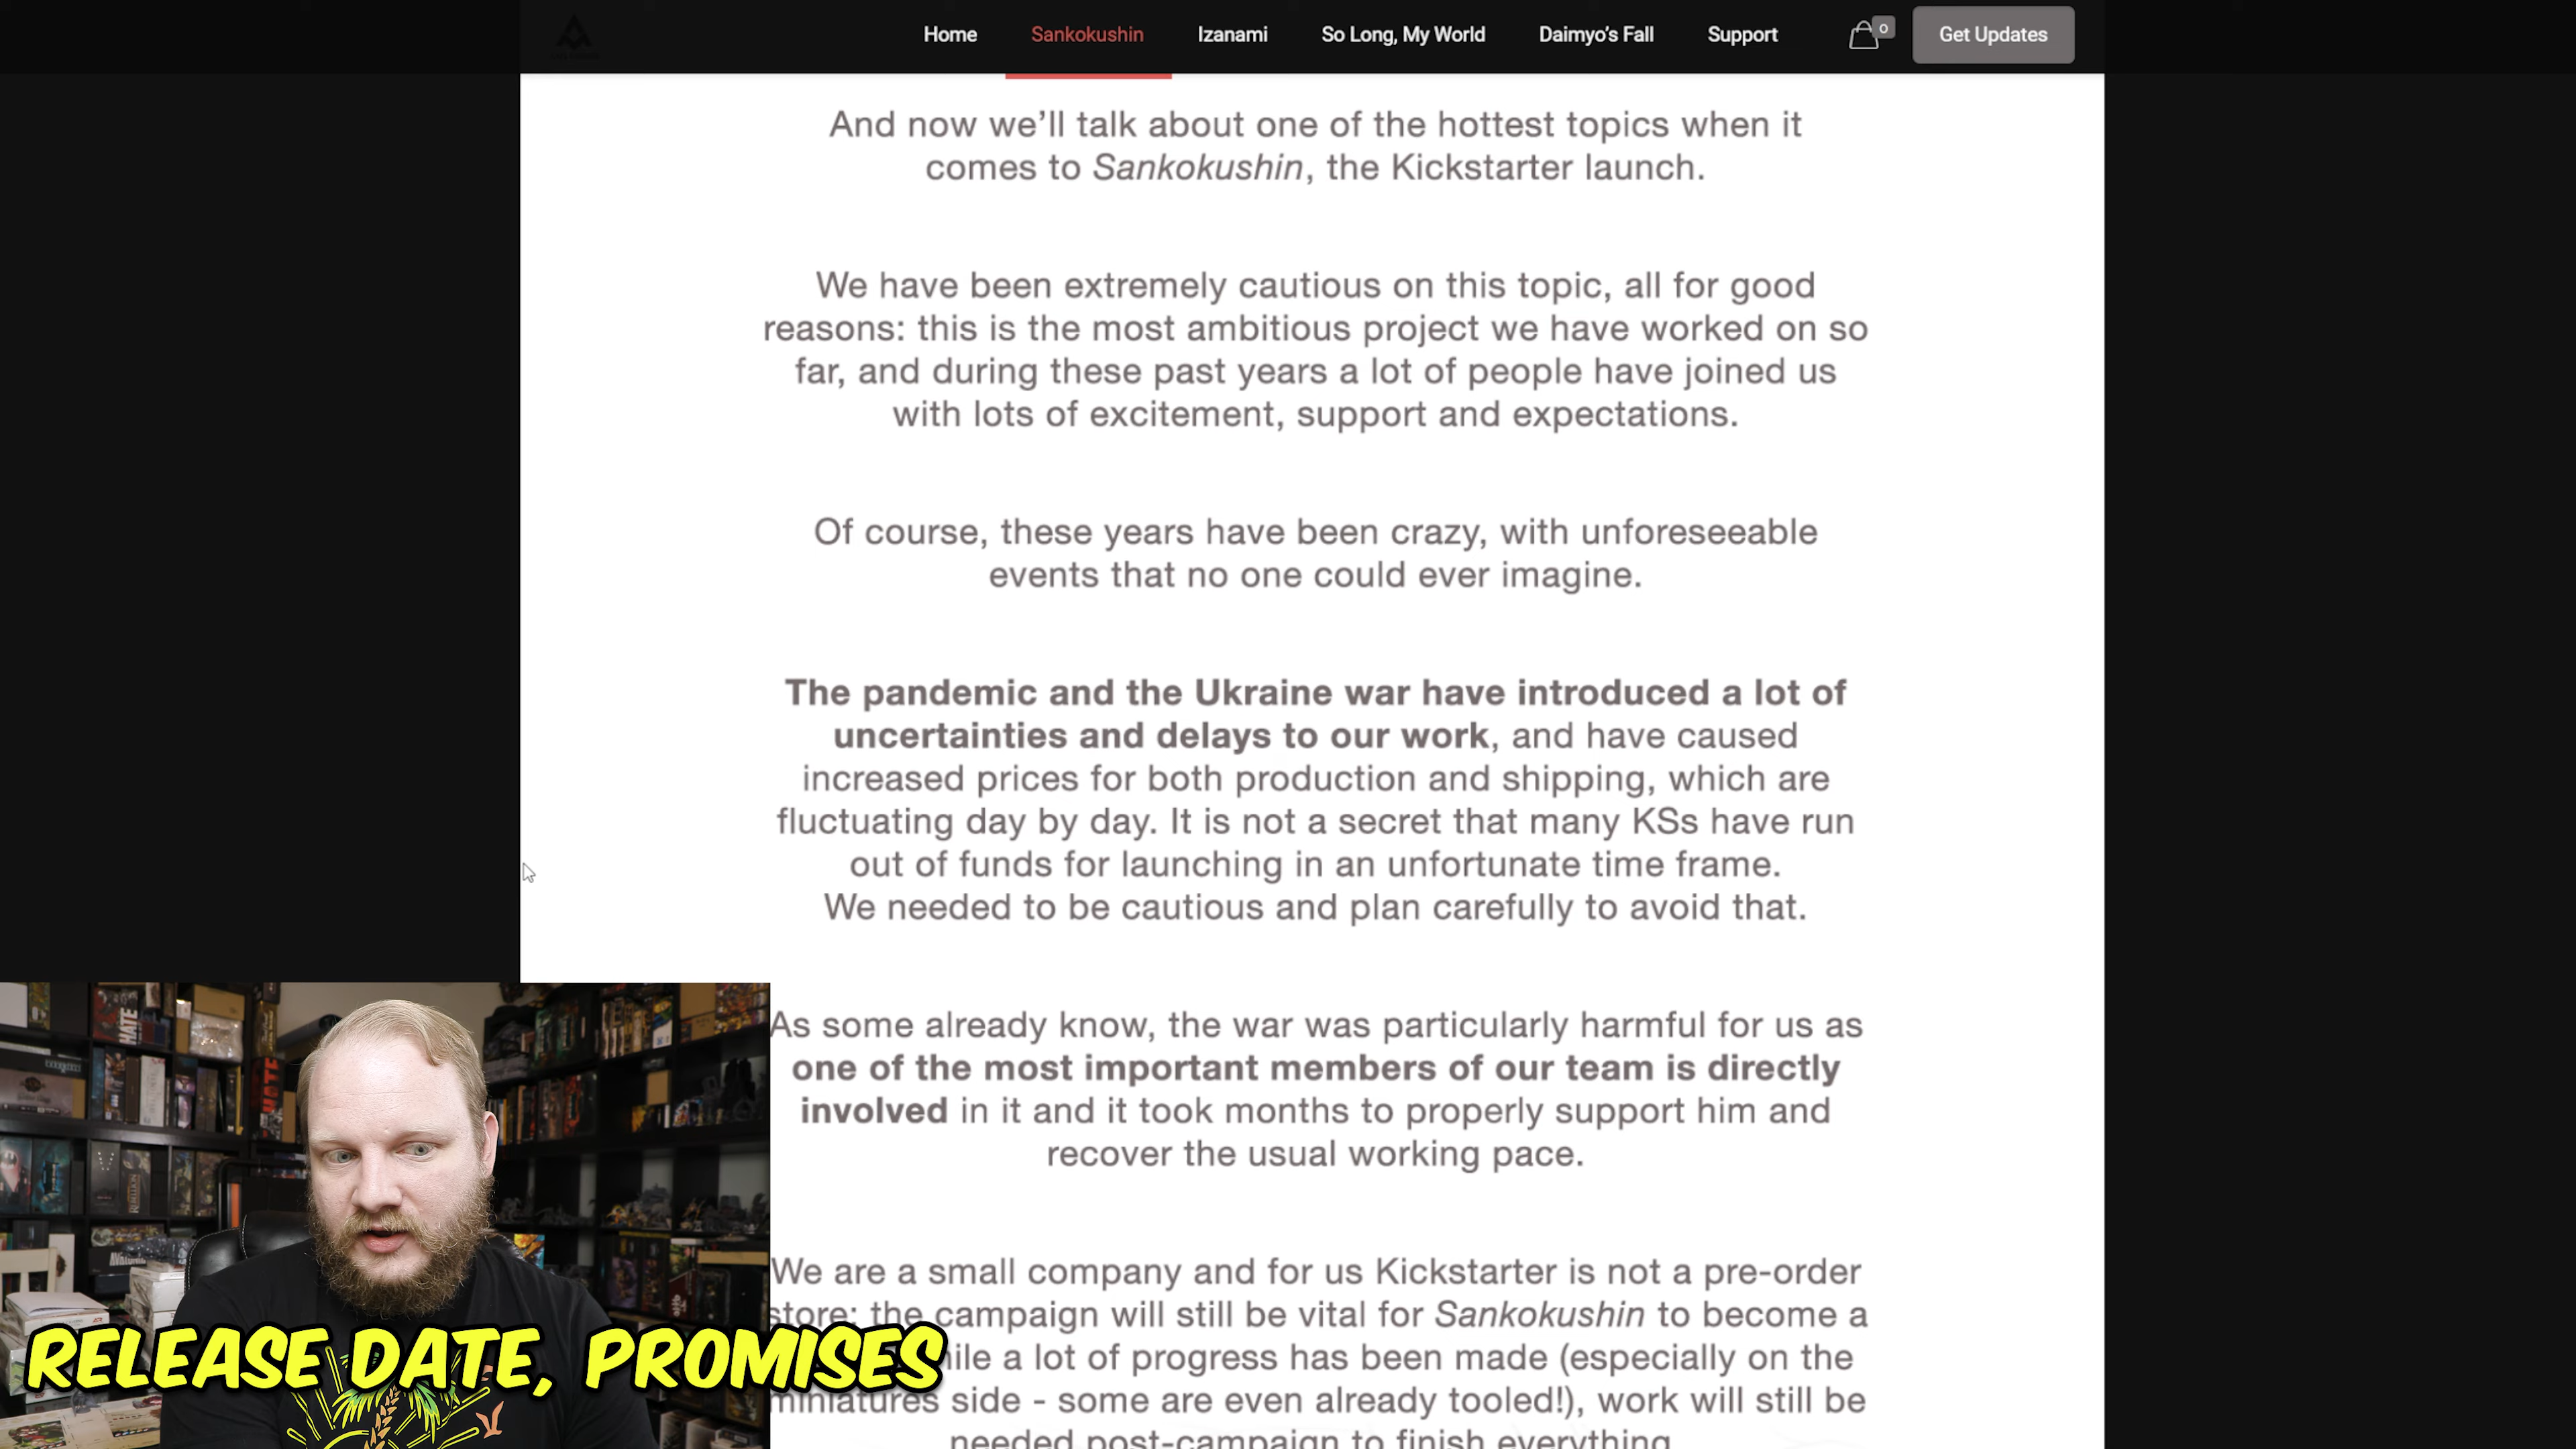 Home Sankokushin Izanami So Long, My World Daimyo's Fall Support 0 Get Updates
And now we'll talk about one of the hottest topics when it
comes to Sankokushin, the Kickstarter launch.
We have been extremely cautious on this topic, all for good
reasons: this is the most ambitious project we have worked on so
far, and during these past years a lot of people have joined us
with lots of excitement, support and expectations.
Of course, these years have been crazy, with unforeseeable
events that no one could ever imagine.
The pandemic and the Ukraine war have introduced a lot of
uncertainties and delays to our work, and have caused
increased prices for both production and shipping, which are
fluctuating day by day. It is not a secret that many KSs have run
out of funds for launching in an unfortunate time frame.
We needed to be cautious and plan carefully to avoid that.
As some already know, the war was particularly harmful for us as
one of the most important members of our team is directly
involved in it and it took months to properly support him and
recover the usual working pace.
We are a small company and for us Kickstarter is not a pre-order
store: the campaign will still be vital for Sankokushin to become a
a lot of progress has been made (especially on the
miniatures side - some are even already tooled!), work will still be
needed post-campaign to finish everything
HATE
HATE
REBELLION
RELEASE DATE, PROMISES